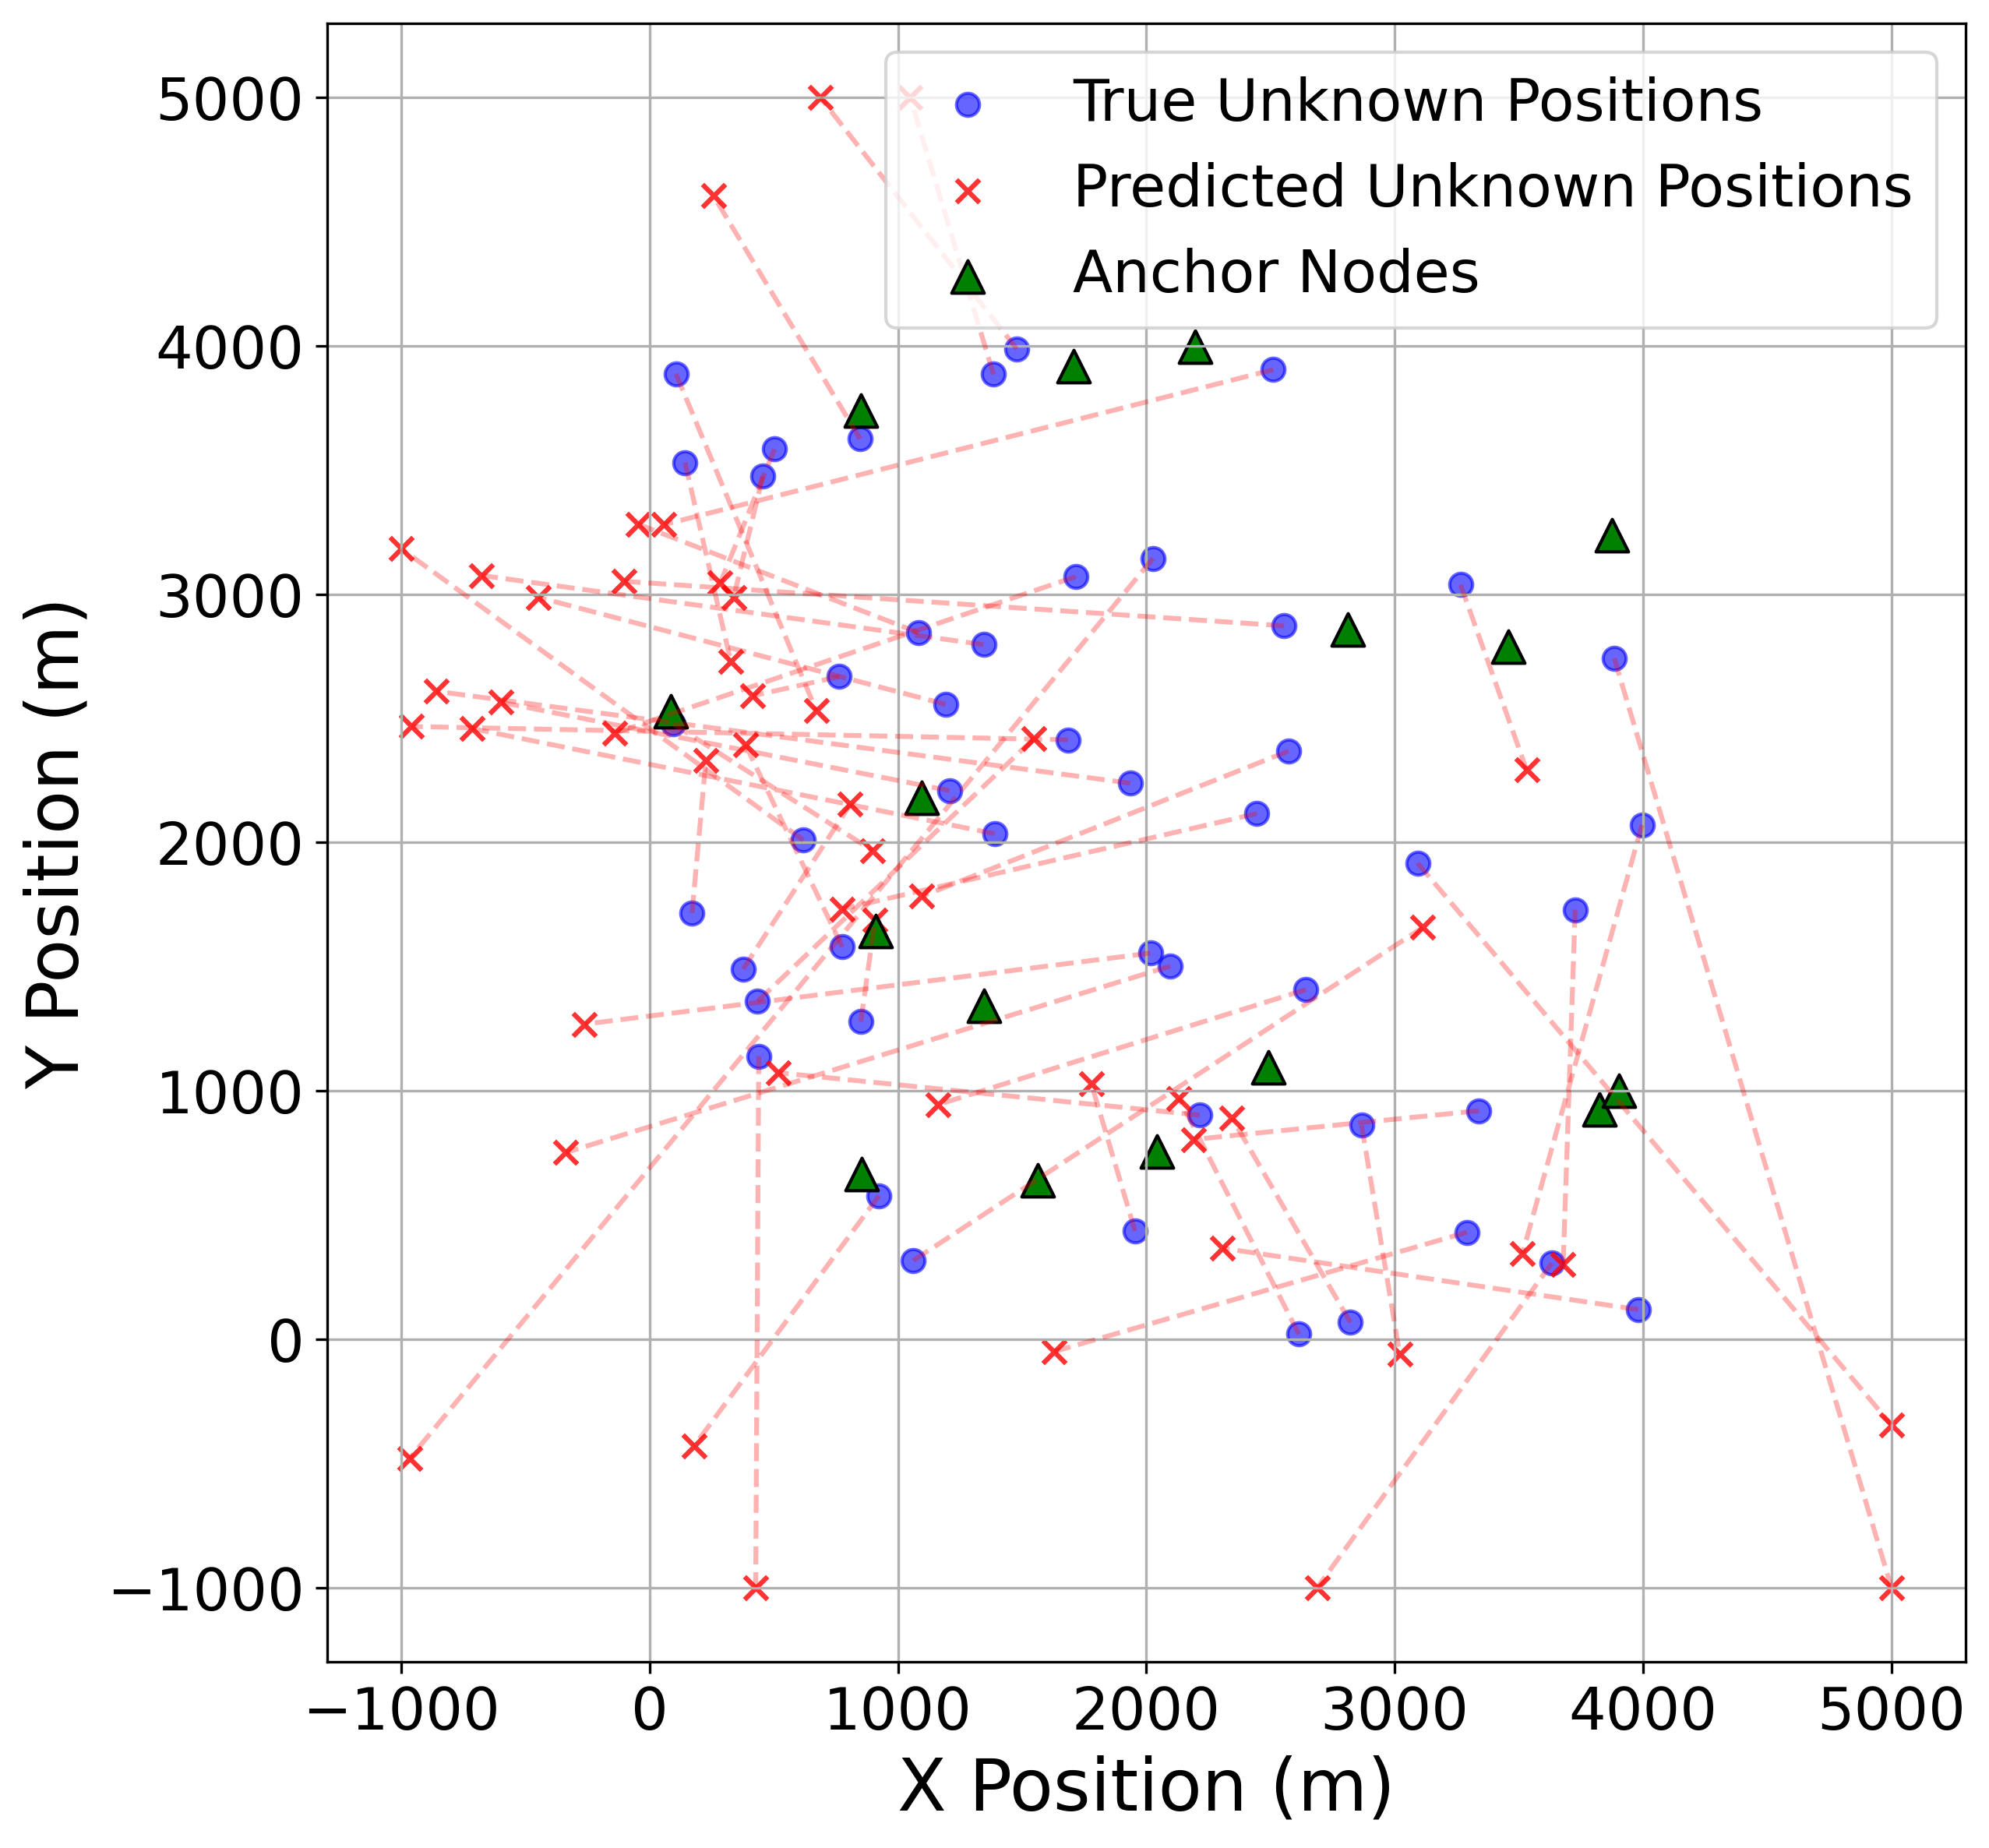 True Unknown Positions
Predicted Unknown Positions
Anchor Nodes
5000
4000
3000
2000
1000
0
−1000
Y Position (m)
−1000 0 1000 2000 3000 4000 5000
X Position (m)